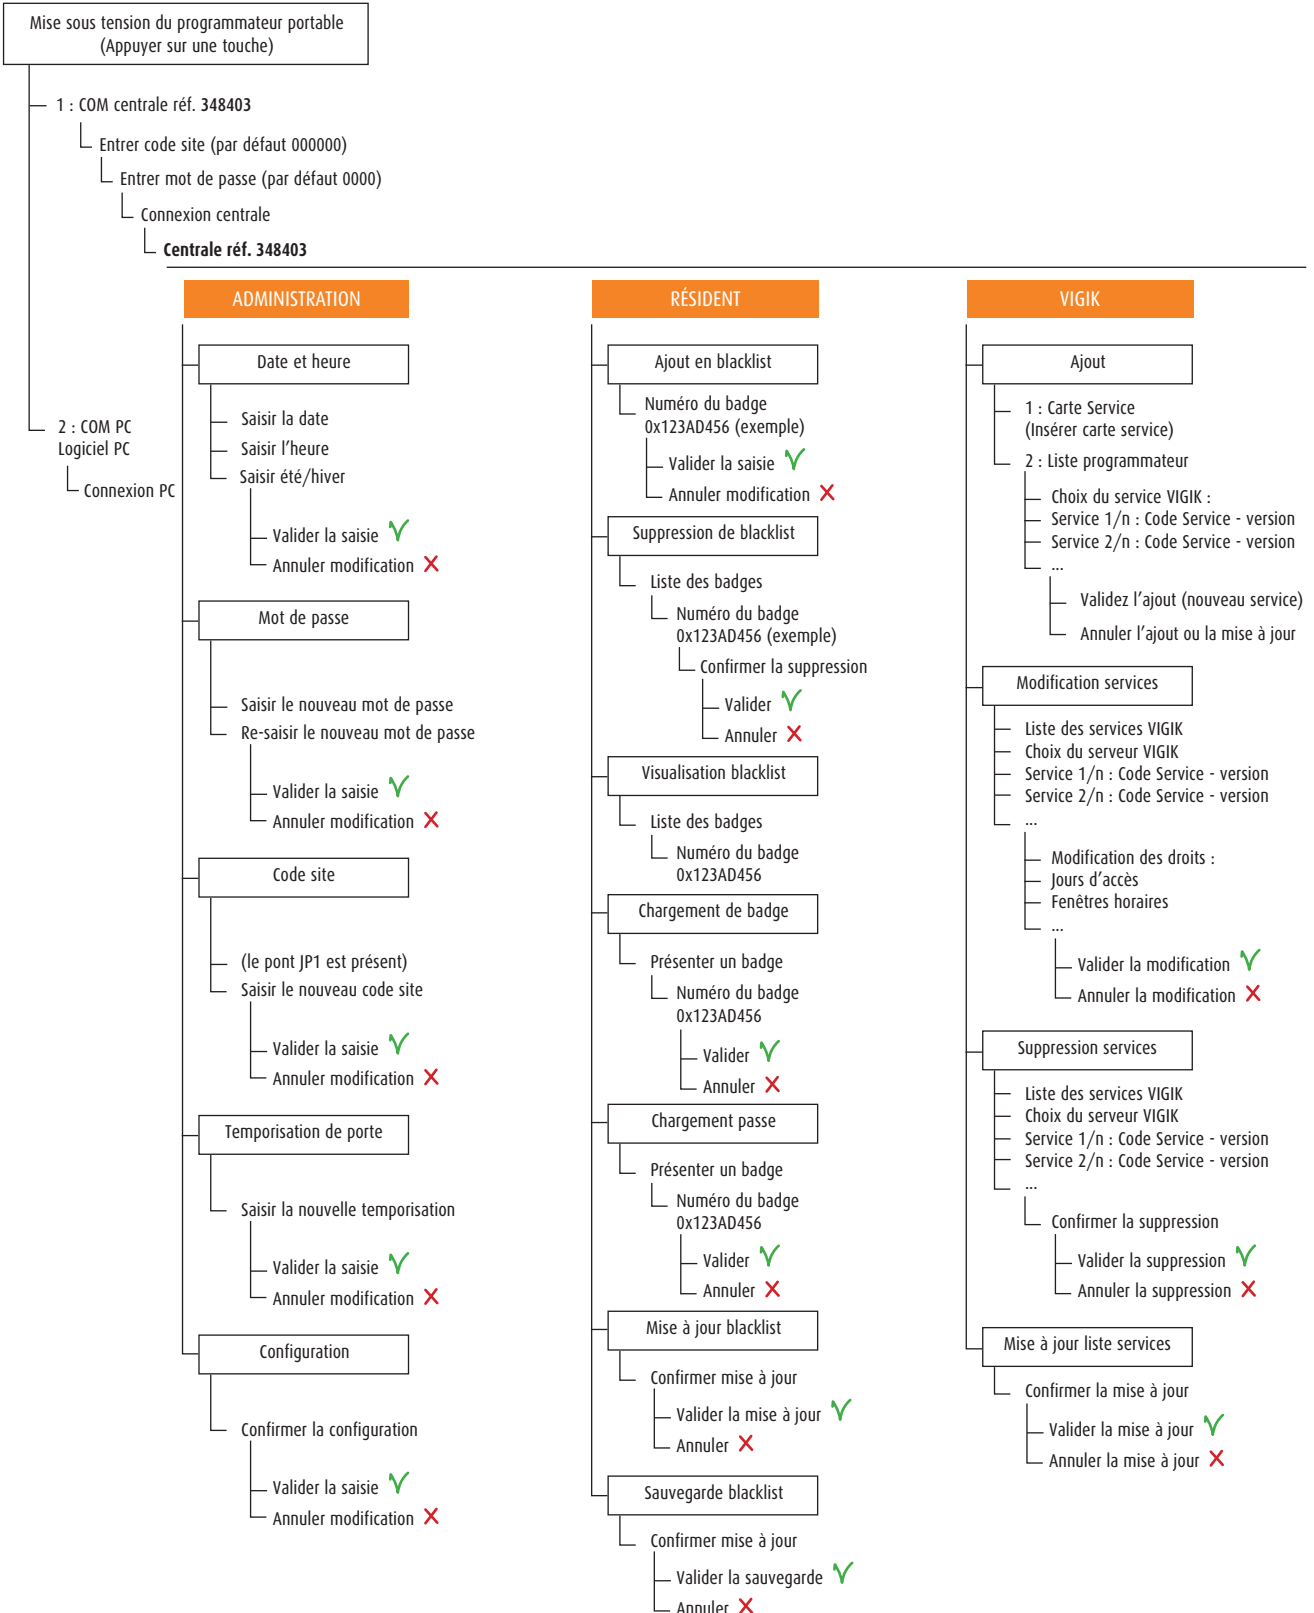 Mise sous tension du programmateur portable
(Appuyer sur une touche)
1 : COM centrale réf. 348403
Entrer code site (par défaut 000000)
Entrer mot de passe (par défaut 0000)
Connexion centrale
Centrale réf. 348403
2 : COM PC
Logiciel PC
Connexion PC
ADMINISTRATION
Date et heure
Saisir la date
Saisir l'heure
Saisir été/hiver
Valider la saisie
Annuler modification
Mot de passe
Saisir le nouveau mot de passe
Re-saisir le nouveau mot de passe
Valider la saisie
Annuler modification
Code site
(le pont JP1 est présent)
Saisir le nouveau code site
Valider la saisie
Annuler modification
Temporisation de porte
Saisir la nouvelle temporisation
Valider la saisie
Annuler modification
Configuration
Confirmer la configuration
Valider la saisie
Annuler modification
RÉSIDENT
Ajout en blacklist
Numéro du badge
0x123AD456 (exemple)
Valider la saisie
Annuler modification
Suppression de blacklist
Liste des badges
Numéro du badge
0x123AD456 (exemple)
Confirmer la suppression
Valider
Annuler
Visualisation blacklist
Liste des badges
Numéro du badge
0x123AD456
Chargement de badge
Présenter un badge
Numéro du badge
0x123AD456
Valider
Annuler
Chargement passe
Présenter un badge
Numéro du badge
0x123AD456
Valider
Annuler
Mise à jour blacklist
Confirmer mise à jour
Valider la mise à jour
Annuler
Sauvegarde blacklist
Confirmer mise à jour
Valider la sauvegarde
Annuler
VIGIK
Ajout
1 : Carte Service
(Insérer carte service)
2 : Liste programmateur
Choix du service VIGIK :
Service 1/n : Code Service - version
Service 2/n : Code Service - version
...
Validez l'ajout (nouveau service)
Annuler l'ajout ou la mise à jour
Modification services
Liste des services VIGIK
Choix du serveur VIGIK
Service 1/n : Code Service - version
Service 2/n : Code Service - version
...
Modification des droits :
Jours d'accès
Fenêtres horaires
...
Valider la modification
Annuler la modification
Suppression services
Liste des services VIGIK
Choix du serveur VIGIK
Service 1/n : Code Service - version
Service 2/n : Code Service - version
...
Confirmer la suppression
Valider la suppression
Annuler la suppression
Mise à jour liste services
Confirmer la mise à jour
Valider la mise à jour
Annuler la mise à jour